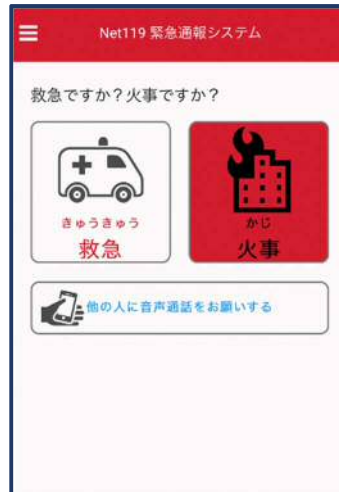 Net119 緊急通報システム
救急ですか？火事ですか？
きゅうきゅう
救急
かじ
火事
他の人に音声通話をお願いする